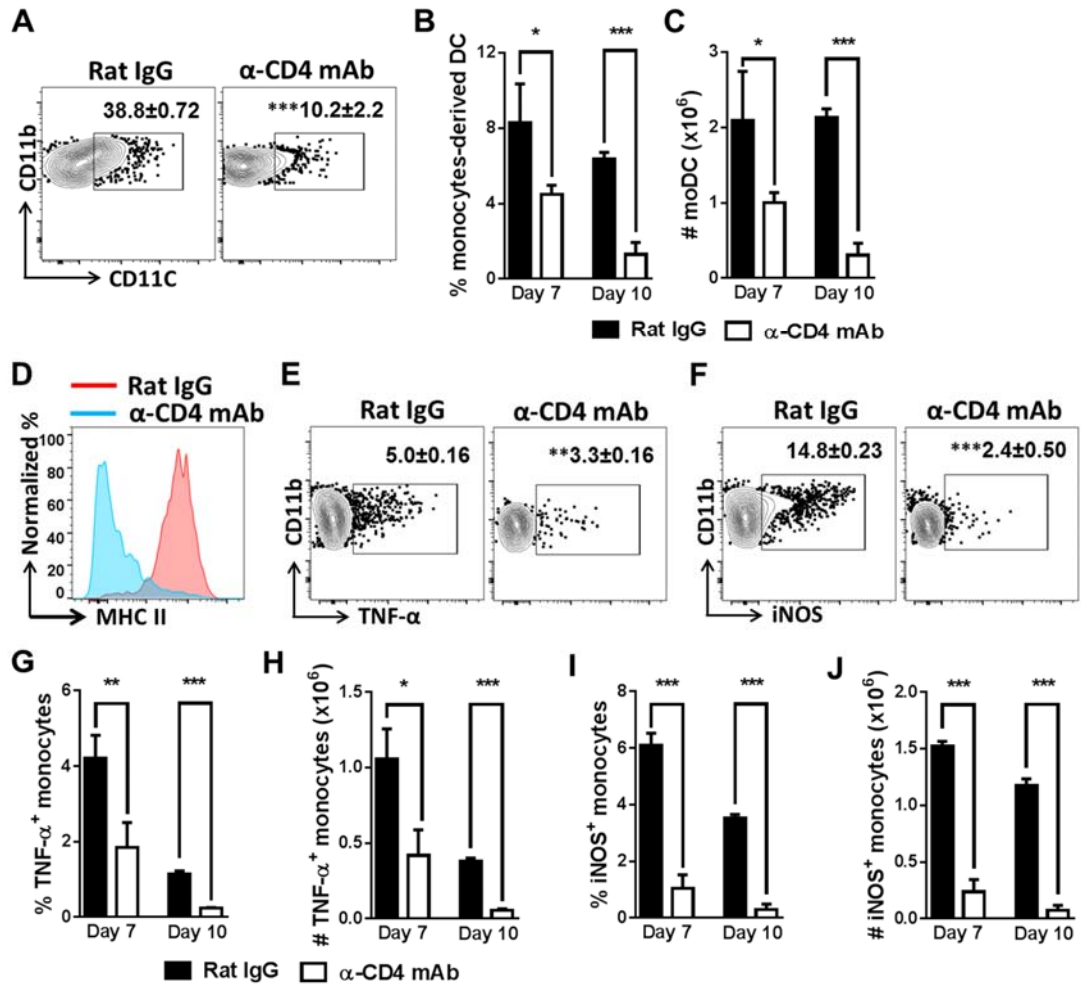 A
Rat IgG
α-CD4 mAb
38.8±0.72
***10.2±2.2
CD11b
CD11C
B
% monocytes-derived DC
12
8
4
0
*
***
Day 7
Day 10
C
# moDC (x10⁶)
3
2
1
0
*
***
Day 7
Day 10
Rat IgG
α-CD4 mAb
D
Rat IgG
α-CD4 mAb
Normalized %
100
80
60
40
20
0
MHC II
E
Rat IgG
α-CD4 mAb
5.0±0.16
**3.3±0.16
CD11b
TNF-α
F
Rat IgG
α-CD4 mAb
14.8±0.23
***2.4±0.50
CD11b
iNOS
G
% TNF-α⁺ monocytes
6
4
2
0
**
***
Day 7
Day 10
H
# TNF-α⁺ monocytes (x10⁶)
1.5
1.0
0.5
0.0
*
***
Day 7
Day 10
I
% iNOS⁺ monocytes
8
6
4
2
0
***
***
Day 7
Day 10
J
# iNOS⁺ monocytes (x10⁶)
2.0
1.5
1.0
0.5
0.0
***
***
Day 7
Day 10
Rat IgG
α-CD4 mAb